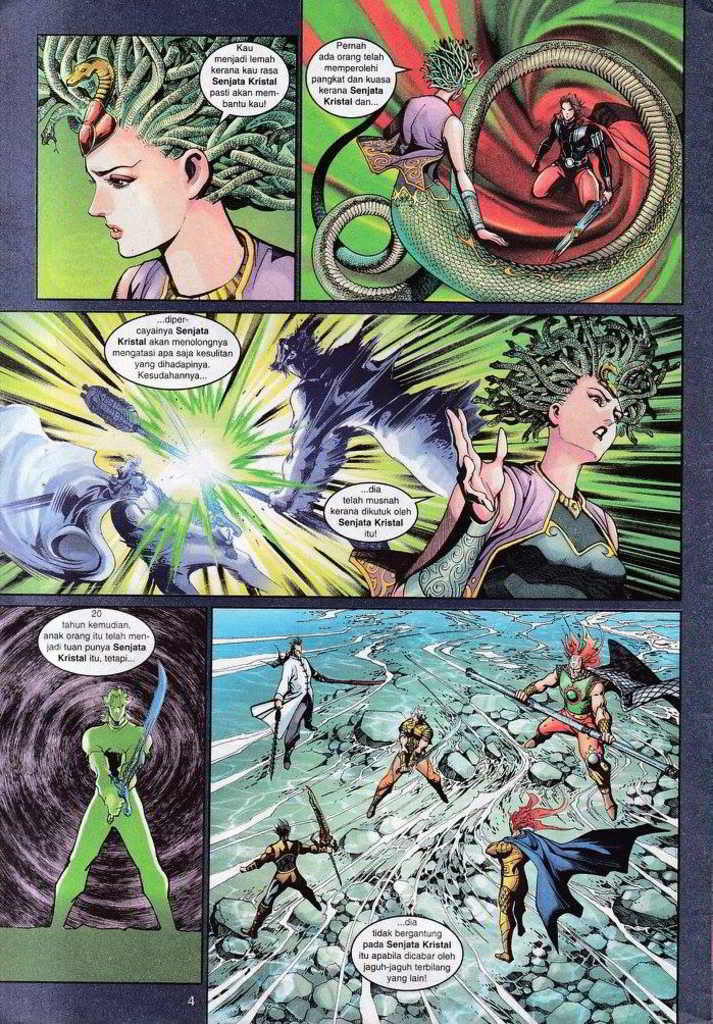 Kau
menjadi lemah
kerana kau rasa
Senjata Kristal
pasti akan mem-
bantu kau!
Pernah
ada orang telah
memperolehi
pangkat dan kuasa
kerana Senjata
Kristal dan...
...diper-
cayainya Senjata
Kristal akan menolongnya
mengatasi apa saja kesulitan
yang dihadapinya.
Kesudahannya...
...dia
telah musnah
kerana dikutuk oleh
Senjata Kristal
itu!
20
tahun kemudian,
anak orang itu telah men-
jadi tuan punya Senjata
Kristal itu, tetapi...
...dia
tidak bergantung
pada Senjata Kristal
itu apabila dicabar oleh
jaguh-jaguh terbilang
yang lain!
4